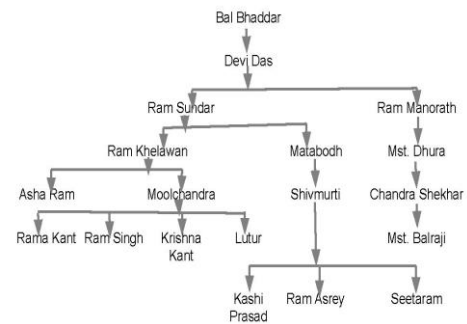 Bal Bhaddar
Devi Das
Ram Sundar Ram Manorath
Ram Khelawan Matabodh Mst. Dhura
Asha Ram Moolchandra Shivmurti Chandra Shekhar
Rama Kant Ram Singh Krishna Lutur Mst. Balraji
Kant
Kashi Ram Asrey Seetaram
Prasad